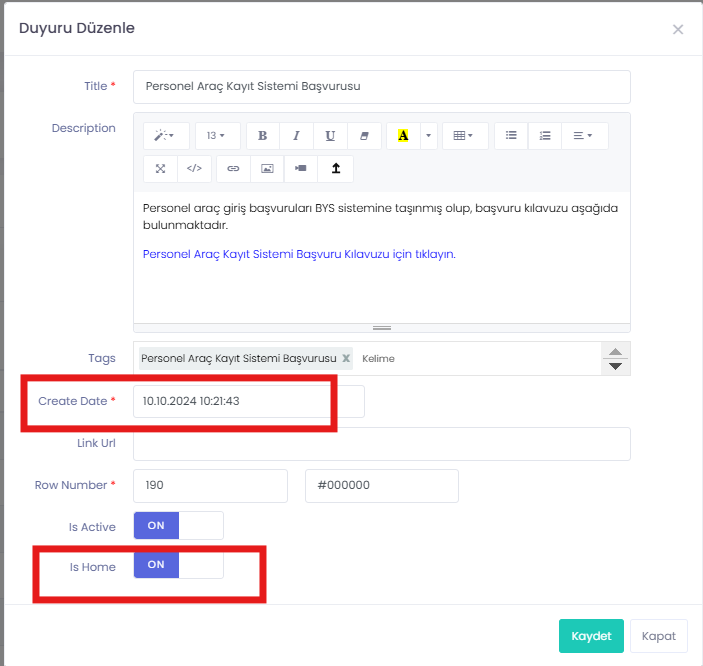 Duyuru Düzenle
Title *
Personel Araç Kayıt Sistemi Başvurusu
Description
13
B I U
A
</>
Personel araç giriş başvuruları BYS sistemine taşınmış olup, başvuru kılavuzu aşağıda
bulunmaktadır.
Personel Araç Kayıt Sistemi Başvuru Kılavuzu için tıklayın.
Tags
Personel Araç Kayıt Sistemi Başvurusu x Kelime
Create Date *
10.10.2024 10:21:43
Link Url
Row Number *
190
#000000
Is Active
ON
Is Home
ON
Kaydet
Kapat